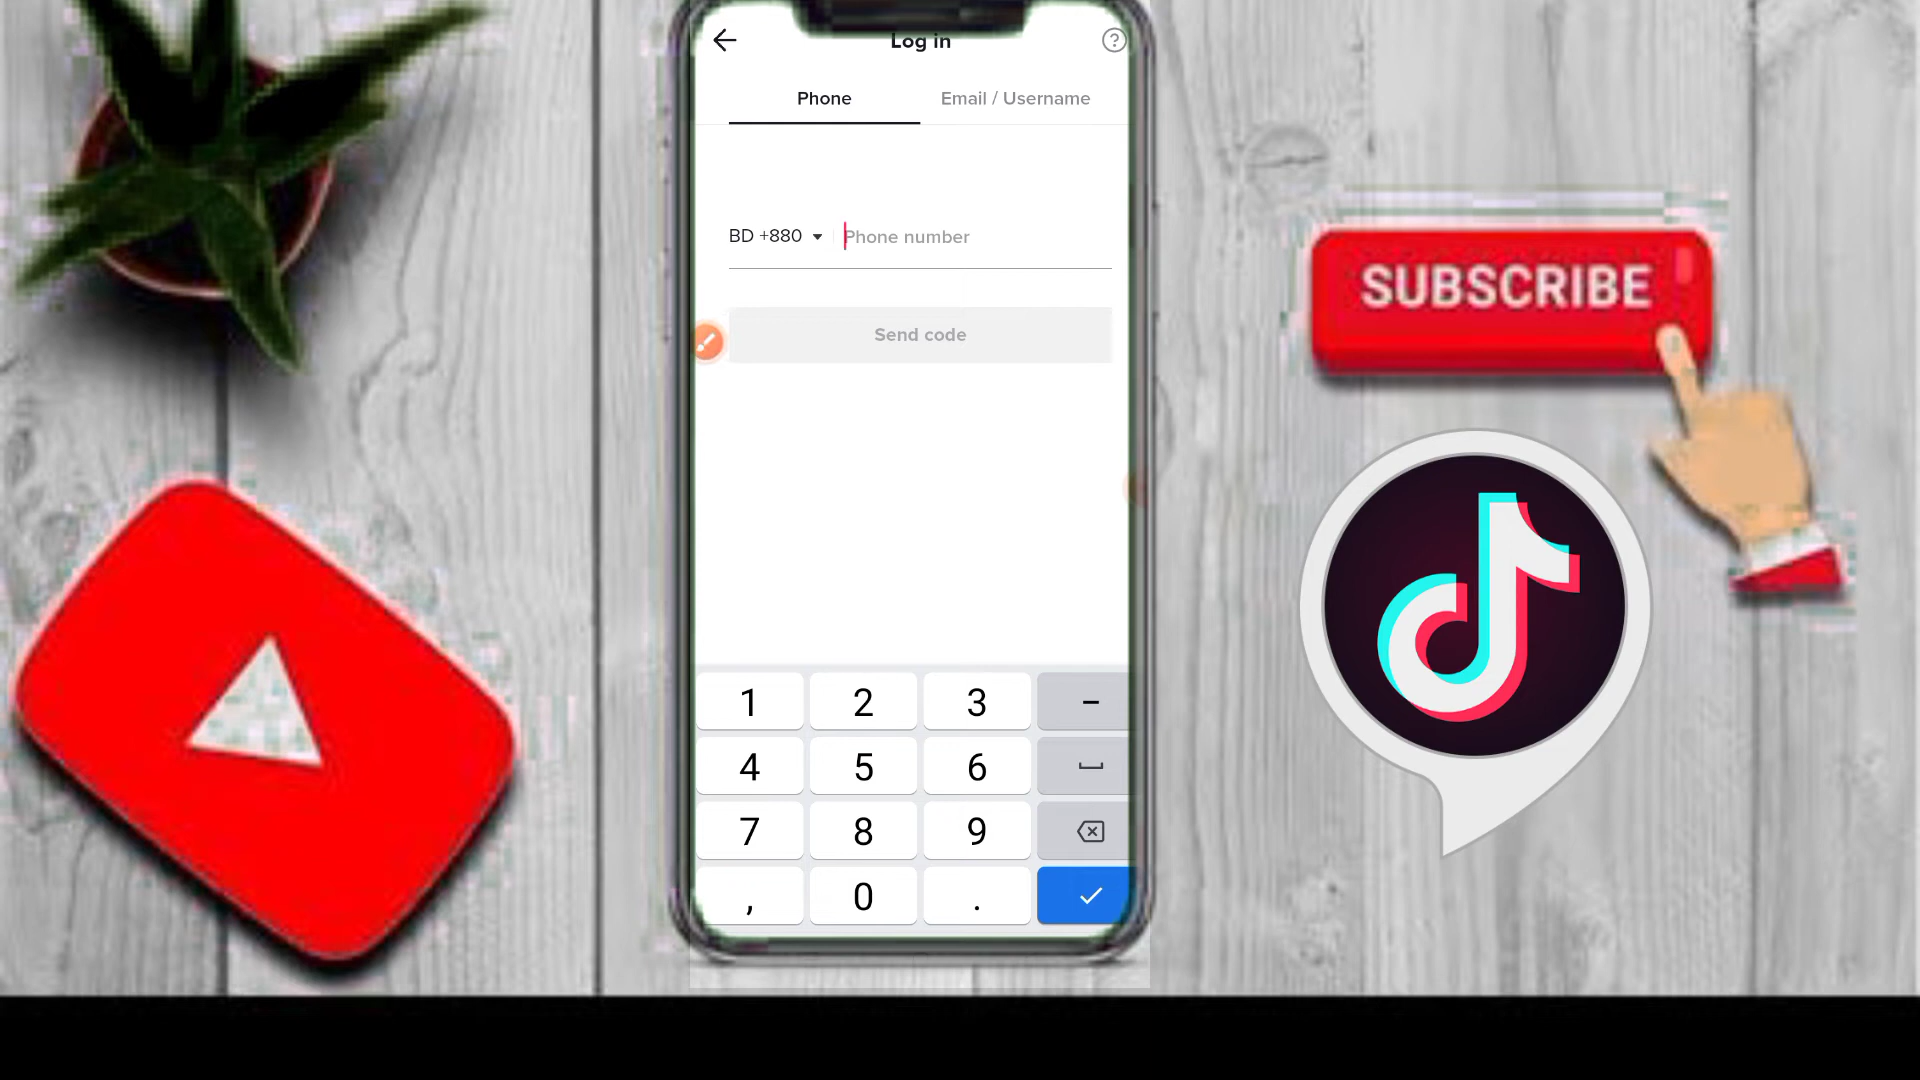 Log in
Phone
Email / Username
BD +880
Phone number
Send code
SUBSCRIBE
1 2 3 -
4 5 6
7 8 9
, 0 .